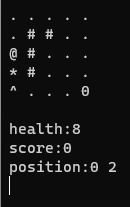 . . . . .
. # # . .
@ # . . .
* # . . .
^ . . . 0
health:8
score:0
position:0 2